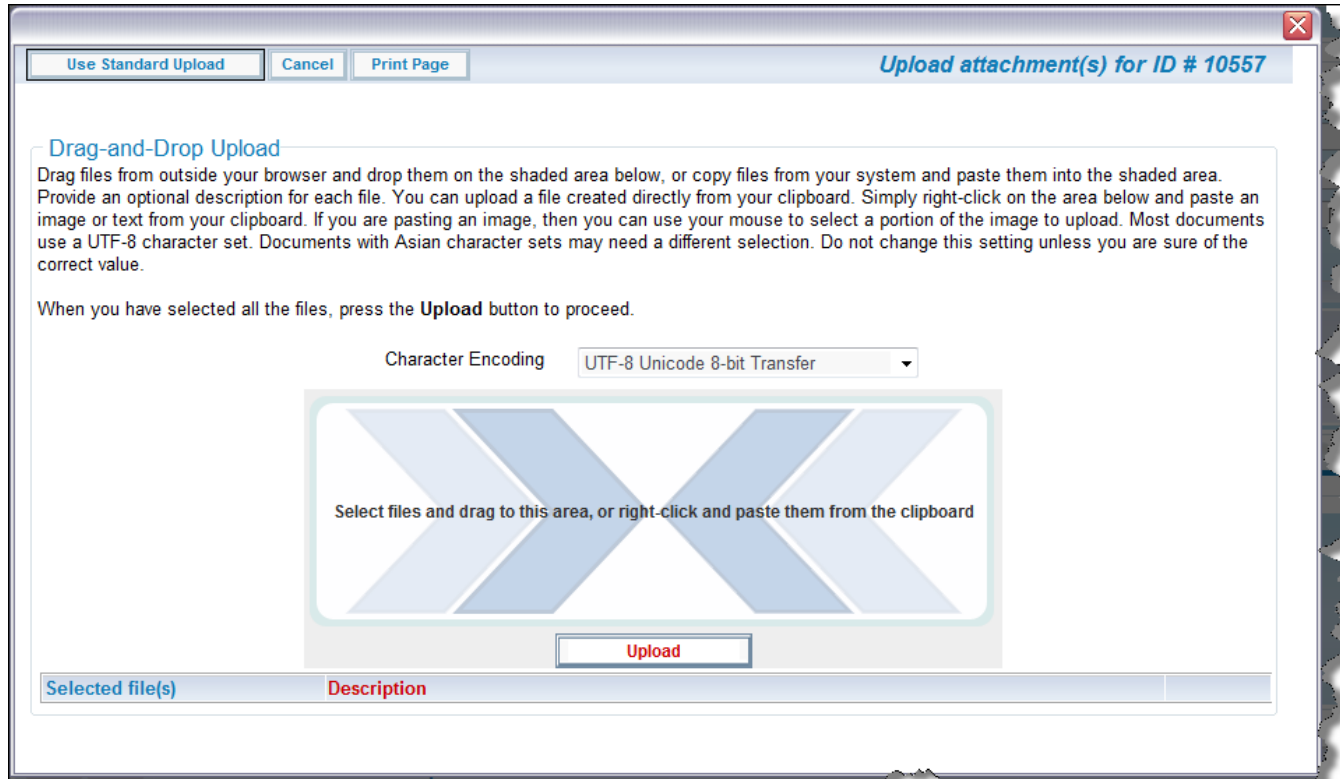 Use Standard Upload Cancel Print Page Upload attachment(s) for ID # 10557
Drag-and-Drop Upload
Drag files from outside your browser and drop them on the shaded area below, or copy files from your system and paste them into the shaded area.
Provide an optional description for each file. You can upload a file created directly from your clipboard. Simply right-click on the area below and paste an
image or text from your clipboard. If you are pasting an image, then you can use your mouse to select a portion of the image to upload. Most documents
use a UTF-8 character set. Documents with Asian character sets may need a different selection. Do not change this setting unless you are sure of the
correct value.
When you have selected all the files, press the Upload button to proceed.
Character Encoding UTF-8 Unicode 8-bit Transfer
Select files and drag to this area, or right-click and paste them from the clipboard
Upload
Selected file(s) Description